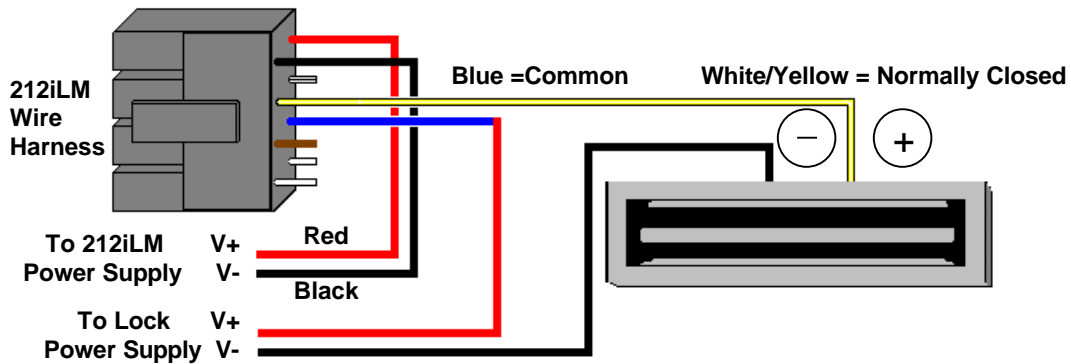 Blue =Common
White/Yellow = Normally Closed
212iLM
Wire
Harness
− +
Red
To 212iLM V+
Power Supply V-
Black
To Lock V+
Power Supply V-